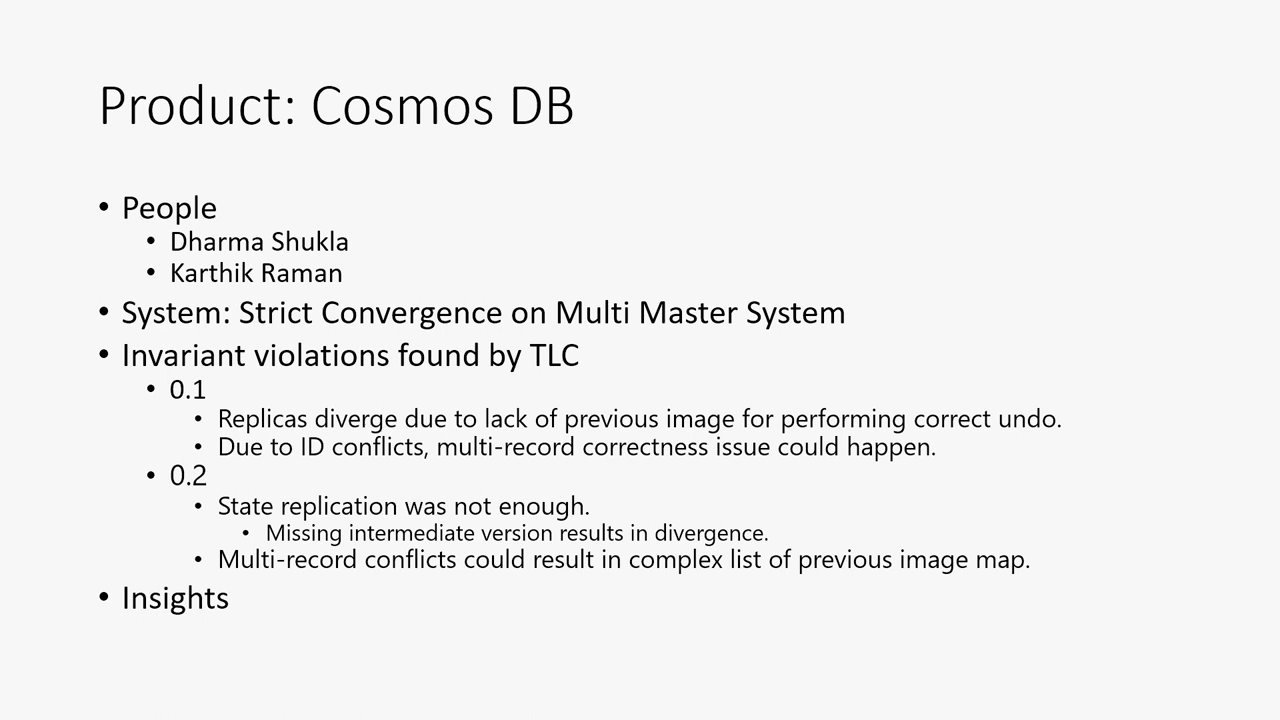 Product: Cosmos DB
• People
• Dharma Shukla
• Karthik Raman
• System: Strict Convergence on Multi Master System
• Invariant violations found by TLC
• 0.1
• Replicas diverge due to lack of previous image for performing correct undo.
• Due to ID conflicts, multi-record correctness issue could happen.
• 0.2
• State replication was not enough.
• Missing intermediate version results in divergence.
• Multi-record conflicts could result in complex list of previous image map.
• Insights